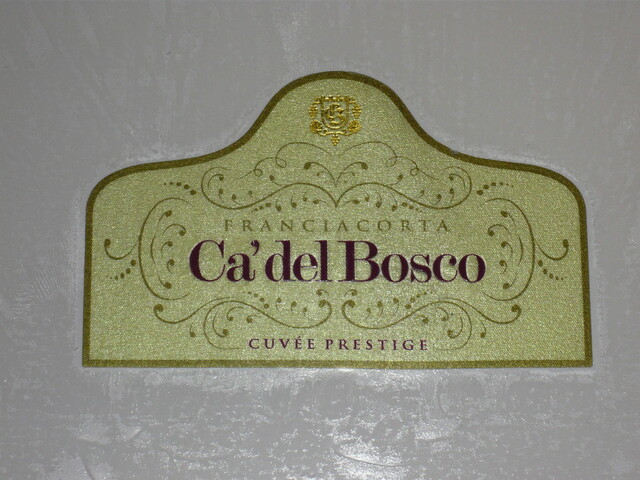 FRANCIACORTA
Ca'del Bosco
CUVÉE PRESTIGE